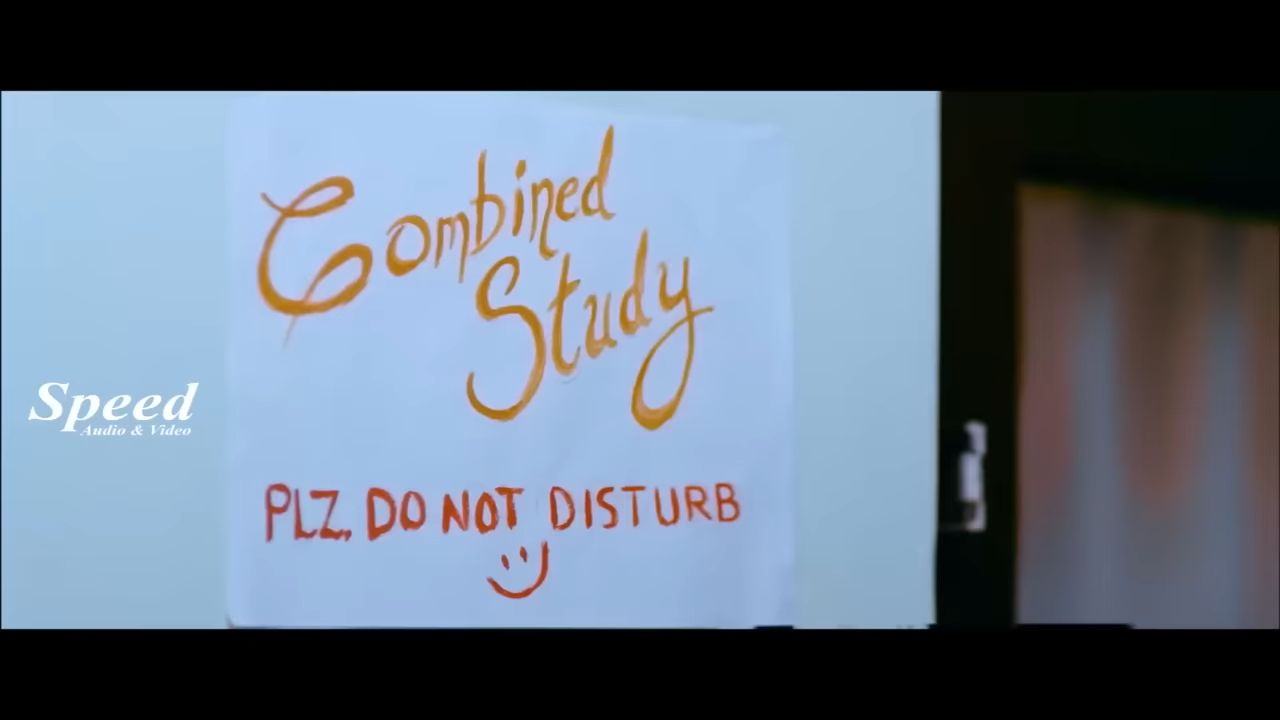 Combined
Study
Speed
Audio & Video
PLZ. DO NOT DISTURB